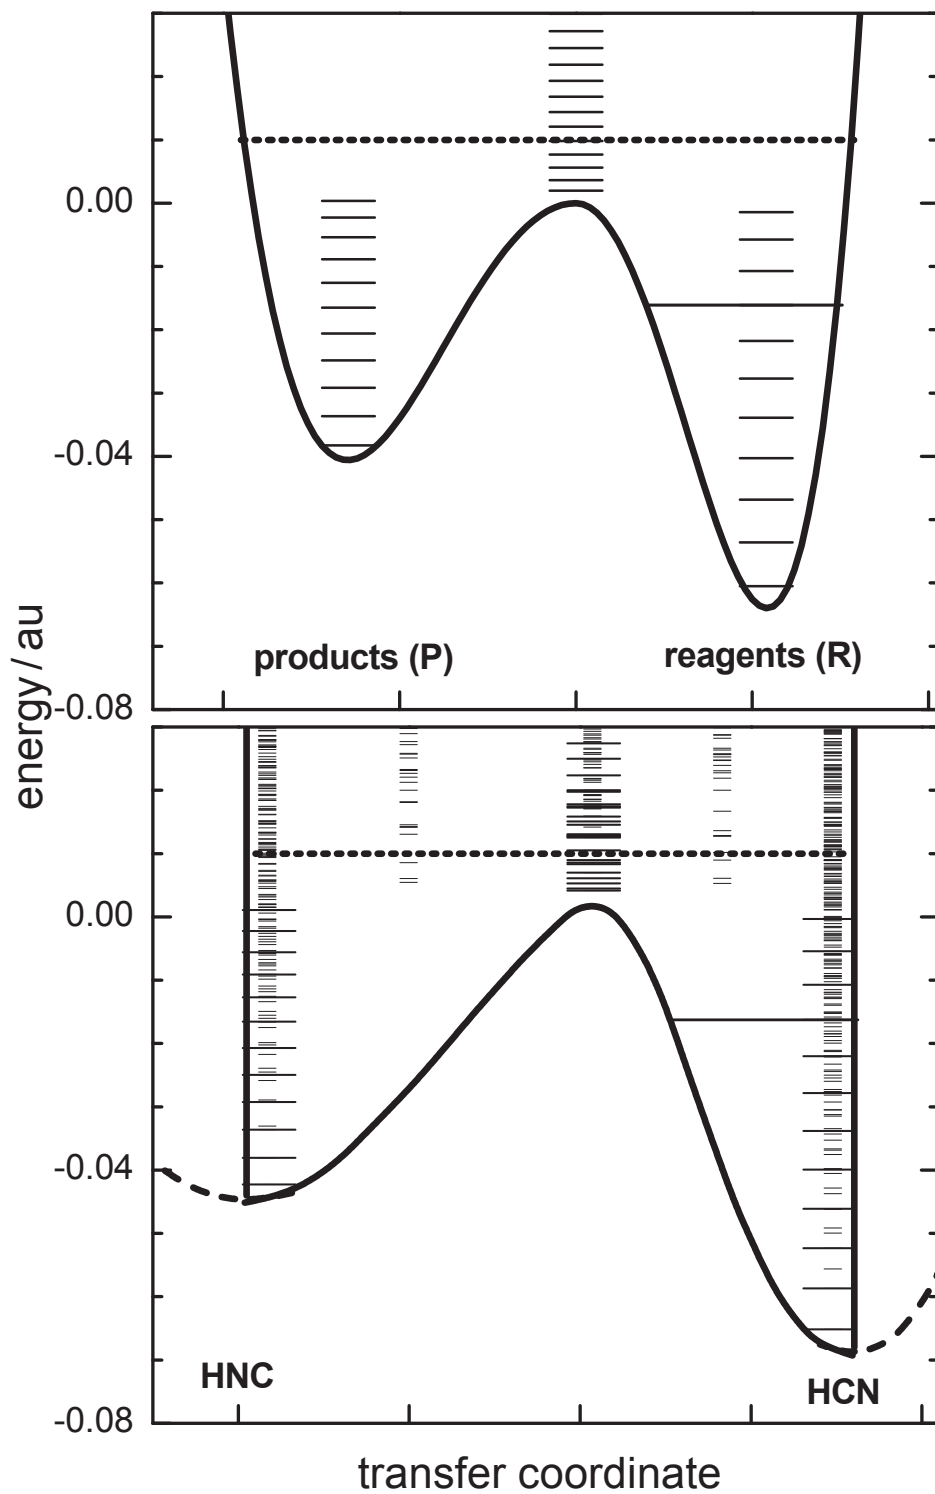 0.00
-0.04
products (P)
reagents (R)
energy / au
-0.08
0.00
-0.04
HNC
HCN
-0.08
transfer coordinate